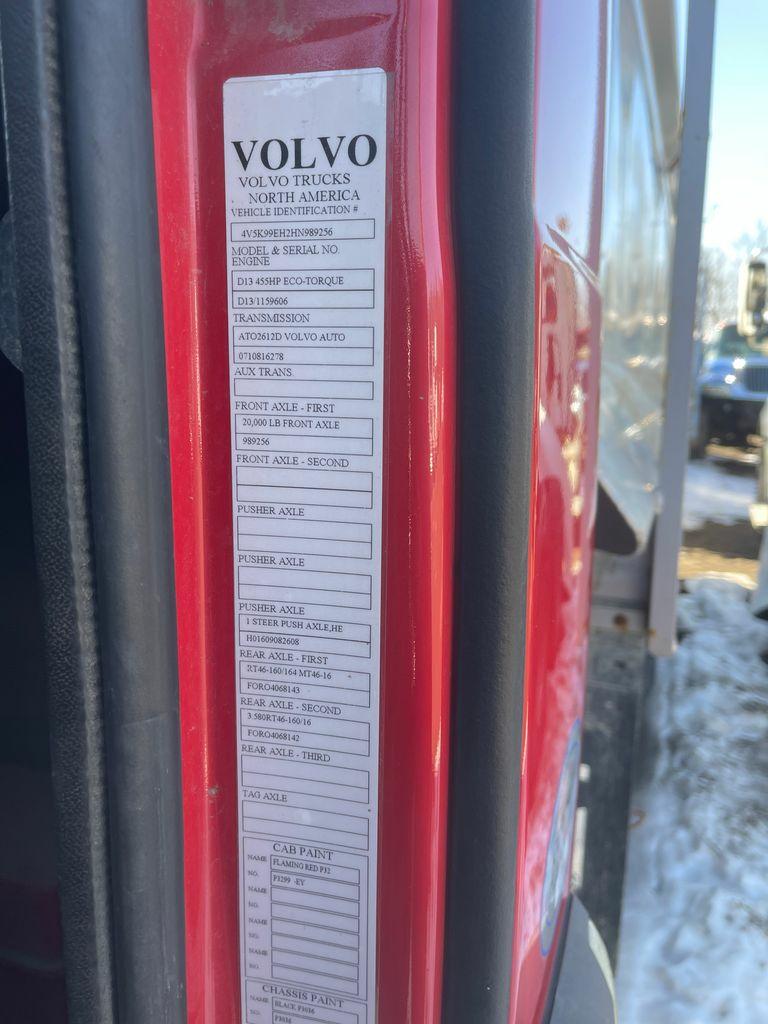 VOLVO
VOLVO TRUCKS
NORTH AMERICA
VEHICLE IDENTIFICATION #
4V5K99EH2HN989256
MODEL & SERIAL NO.
ENGINE
D13 455HP ECO-TORQUE
D13/1159606
TRANSMISSION
ATO2612D VOLVO AUTO
0710816278
AUX TRANS.
FRONT AXLE - FIRST
20,000 LB FRONT AXLE
989256
FRONT AXLE - SECOND
PUSHER AXLE
PUSHER AXLE
PUSHER AXLE
1 STEER PUSH AXLE,HE
H01609082608
REAR AXLE - FIRST
RT46-160/164 MT46-16
FORO4068143
REAR AXLE - SECOND
3.580RT46-160/16
FORO4068142
REAR AXLE - THIRD
TAG AXLE
CAB PAINT
NAME FLAMING RED P32
NO. P3299 -EY
NAME
NO.
NAME
NO.
NAME
NO.
CHASSIS PAINT
NAME BLACK P3036
P3036